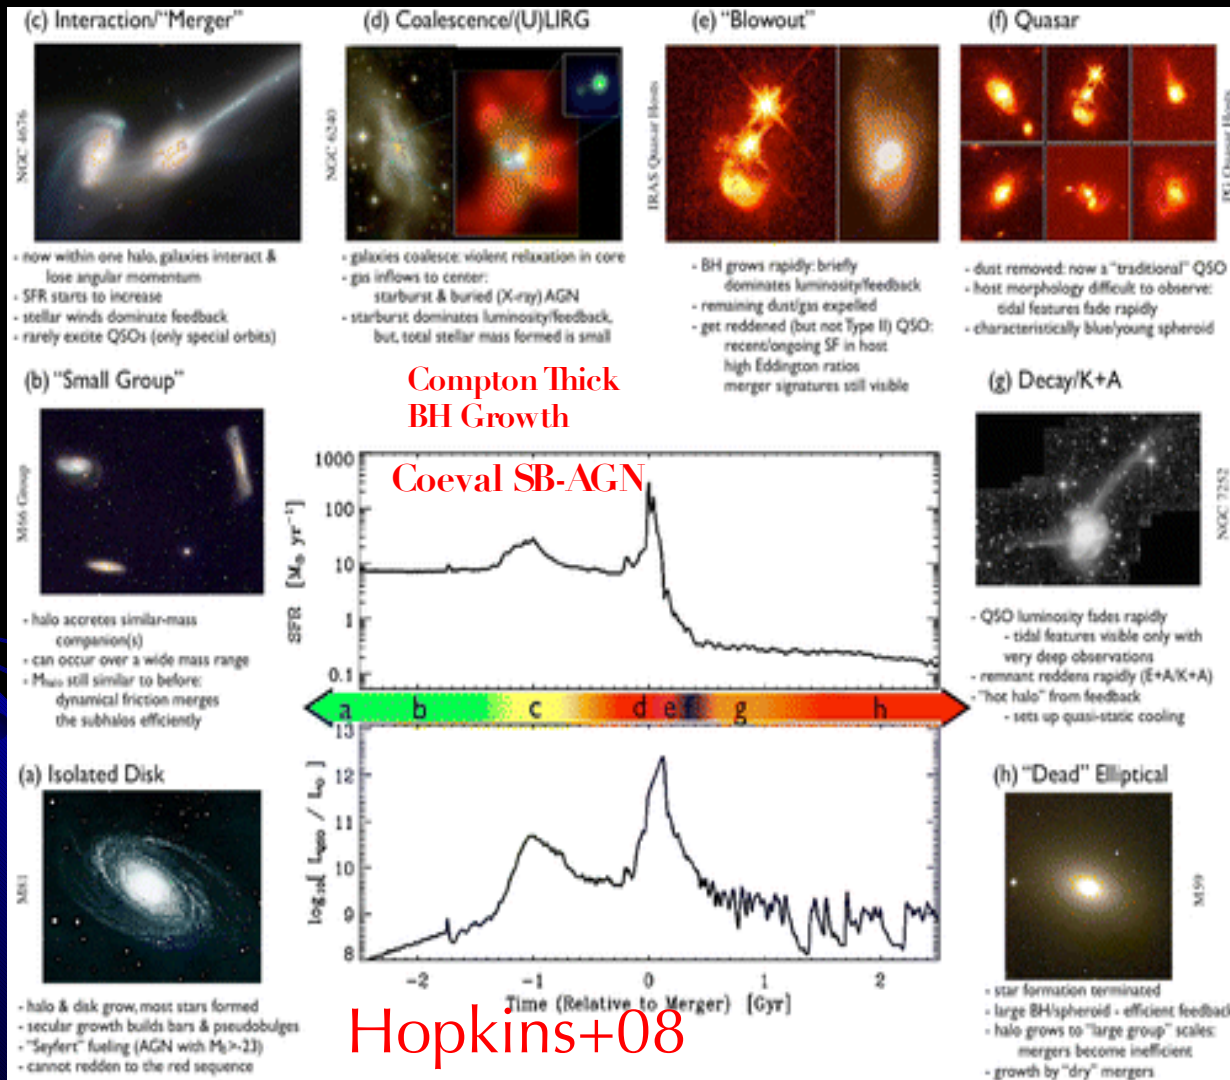 (c) Interaction/"Merger"
NGC 4676
- now within one halo, galaxies interact &
lose angular momentum
- SFR starts to increase
- stellar winds dominate feedback
- rarely excite QSOs (only special orbits)
(d) Coalescence/(U)LIRG
NGC 6240
- galaxies coalesce: violent relaxation in core
- gas inflows to center:
starburst & buried (X-ray) AGN
- starburst dominates luminosity/feedback,
but, total stellar mass formed is small
(e) "Blowout"
IRAS Quasar Hosts
- BH grows rapidly: briefly
dominates luminosity/feedback
- remaining dust/gas expelled
- get reddened (but not Type II) QSO:
recent/ongoing SF in host
high Eddington ratios
merger signatures still visible
(f) Quasar
PG Quasar Hosts
- dust removed: now a "traditional" QSO
- host morphology difficult to observe:
tidal features fade rapidly
- characteristically blue/young spheroid
(b) "Small Group"
M66 Group
- halo accretes similar-mass
companion(s)
- can occur over a wide mass range
- Mhalo still similar to before:
dynamical friction merges
the subhalos efficiently
Compton Thick
BH Growth
Coeval SB-AGN
1000
100
10
1
0.1
SFR [M⊙ yr⁻¹]
a b c d e f g h
13
12
11
10
9
8
log₁₀[ LQSO / L⊙ ]
-2 -1 0 1 2
Time (Relative to Merger) [Gyr]
(g) Decay/K+A
NGC 7252
- QSO luminosity fades rapidly
- tidal features visible only with
very deep observations
- remnant reddens rapidly (E+A/K+A)
- "hot halo" from feedback
- sets up quasi-static cooling
(a) Isolated Disk
M81
- halo & disk grow, most stars formed
- secular growth builds bars & pseudobulges
- "Seyfert" fueling (AGN with MB>-23)
- cannot redden to the red sequence
(h) "Dead" Elliptical
M59
- star formation terminated
- large BH/spheroid - efficient feedback
- halo grows to "large group" scales:
mergers become inefficient
- growth by "dry" mergers
Hopkins+08